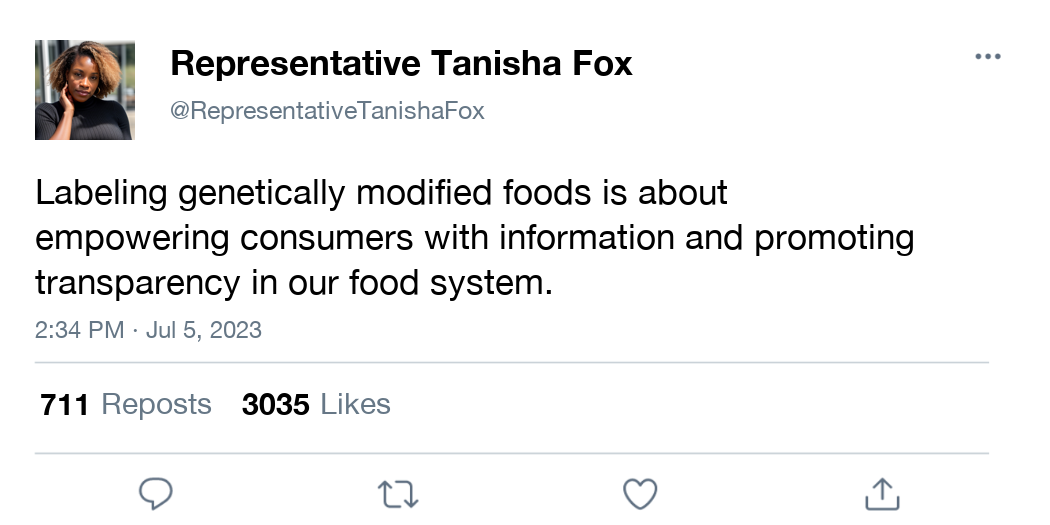 Representative Tanisha Fox
@RepresentativeTanishaFox
Labeling genetically modified foods is about
empowering consumers with information and promoting
transparency in our food system.
2:34 PM · Jul 5, 2023
711 Reposts 3035 Likes